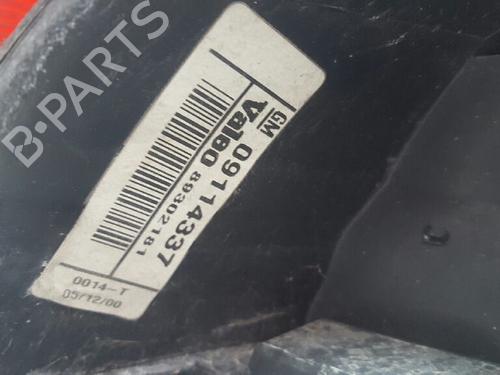 B-PARTS
GM 09114337
Valeo 89302181
0014-T
05/12/00